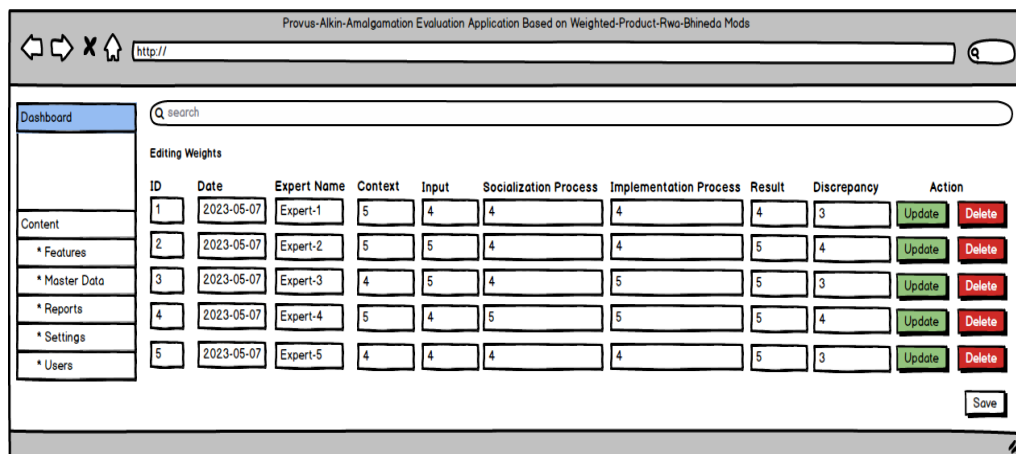 Provus-Alkin-Amalgamation Evaluation Application Based on Weighted-Product-Rwa-Bhineda Mods
http://
Dashboard
search
Editing Weights
ID Date Expert Name Context Input Socialization Process Implementation Process Result Discrepancy Action
1 2023-05-07 Expert-1 5 4 4 4 4 3 Update Delete
Content
2 2023-05-07 Expert-2 5 5 4 4 5 4 Update Delete
* Features
3 2023-05-07 Expert-3 4 5 4 5 5 3 Update Delete
* Master Data
* Reports
4 2023-05-07 Expert-4 5 4 5 5 5 4 Update Delete
* Settings
5 2023-05-07 Expert-5 4 4 4 4 5 3 Update Delete
* Users
Save